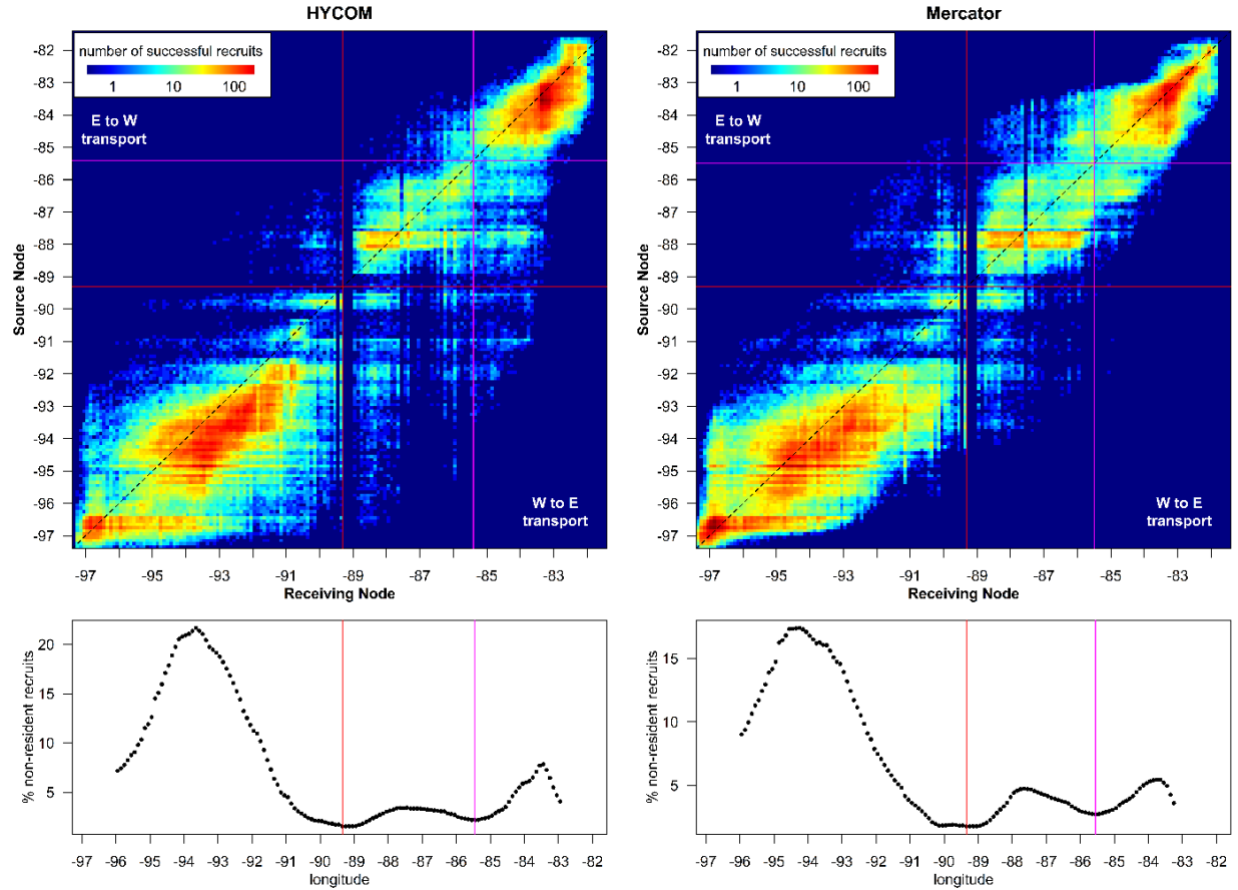 HYCOM
number of successful recruits
1 10 100
E to W
transport
W to E
transport
Source Node
-82
-83
-84
-85
-86
-87
-88
-89
-90
-91
-92
-93
-94
-95
-96
-97
-97 -95 -93 -91 -89 -87 -85 -83
Receiving Node
Mercator
number of successful recruits
1 10 100
E to W
transport
W to E
transport
Source Node
-82
-83
-84
-85
-86
-87
-88
-89
-90
-91
-92
-93
-94
-95
-96
-97
-97 -95 -93 -91 -89 -87 -85 -83
Receiving Node
% non-resident recruits
20
15
10
5
-97 -96 -95 -94 -93 -92 -91 -90 -89 -88 -87 -86 -85 -84 -83 -82
longitude
% non-resident recruits
15
10
5
-97 -96 -95 -94 -93 -92 -91 -90 -89 -88 -87 -86 -85 -84 -83 -82
longitude